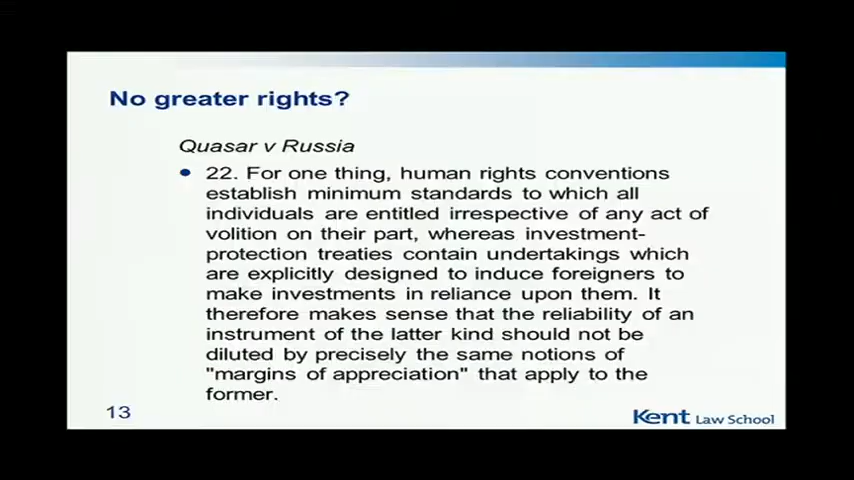 No greater rights?
Quasar v Russia
• 22. For one thing, human rights conventions
establish minimum standards to which all
individuals are entitled irrespective of any act of
volition on their part, whereas investment-
protection treaties contain undertakings which
are explicitly designed to induce foreigners to
make investments in reliance upon them. It
therefore makes sense that the reliability of an
instrument of the latter kind should not be
diluted by precisely the same notions of
"margins of appreciation" that apply to the
former.
13
Kent Law School